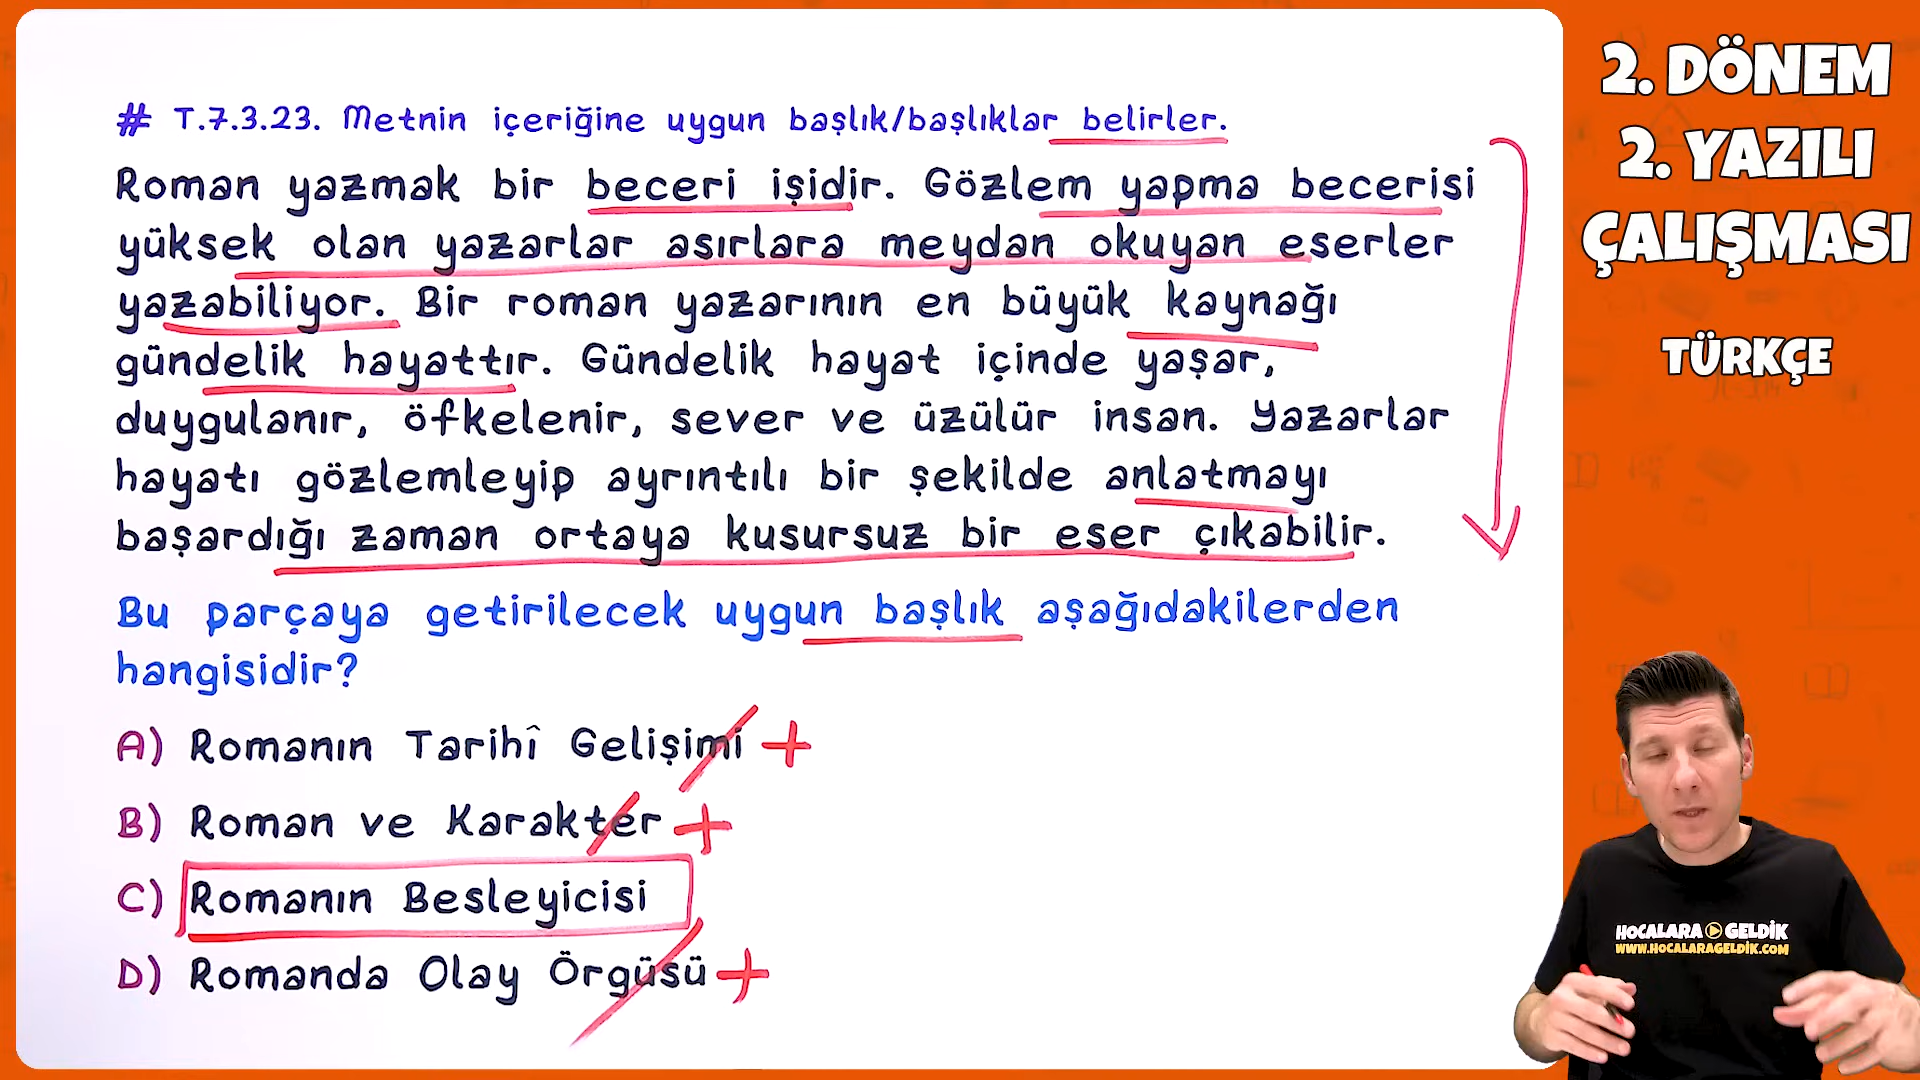 # T.7.3.23. Metnin içeriğine uygun başlık/başlıklar belirler.
Roman yazmak bir beceri işidir. Gözlem yapma becerisi
yüksek olan yazarlar asırlara meydan okuyan eserler
yazabiliyor. Bir roman yazarının en büyük kaynağı
gündelik hayattır. Gündelik hayat içinde yaşar,
duygulanır, öfkelenir, sever ve üzülür insan. Yazarlar
hayatı gözlemleyip ayrıntılı bir şekilde anlatmayı
başardığı zaman ortaya kusursuz bir eser çıkabilir.
Bu parçaya getirilecek uygun başlık aşağıdakilerden
hangisidir?
A) Romanın Tarihî Gelişimi
B) Roman ve Karakter
C) Romanın Besleyicisi
D) Romanda Olay Örgüsü
2. DÖNEM
2. YAZILI
ÇALIŞMASI
TÜRKÇE
HOCALARA GELDİK
WWW.HOCALARAGELDİK.COM